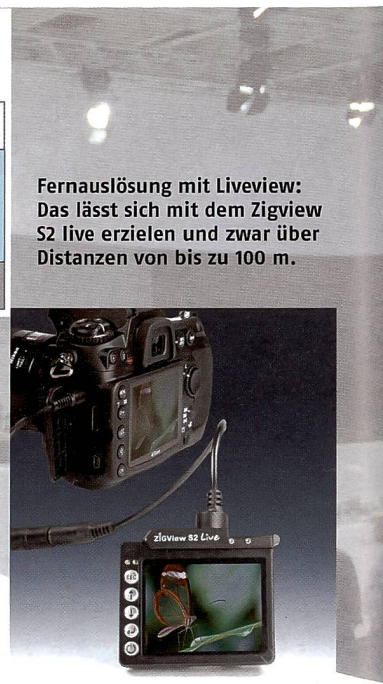 Fernauslösung mit Liveview:
Das lässt sich mit dem Zigview
S2 live erzielen und zwar über
Distanzen von bis zu 100 m.
ZIGVIEW S2 Live
ESC